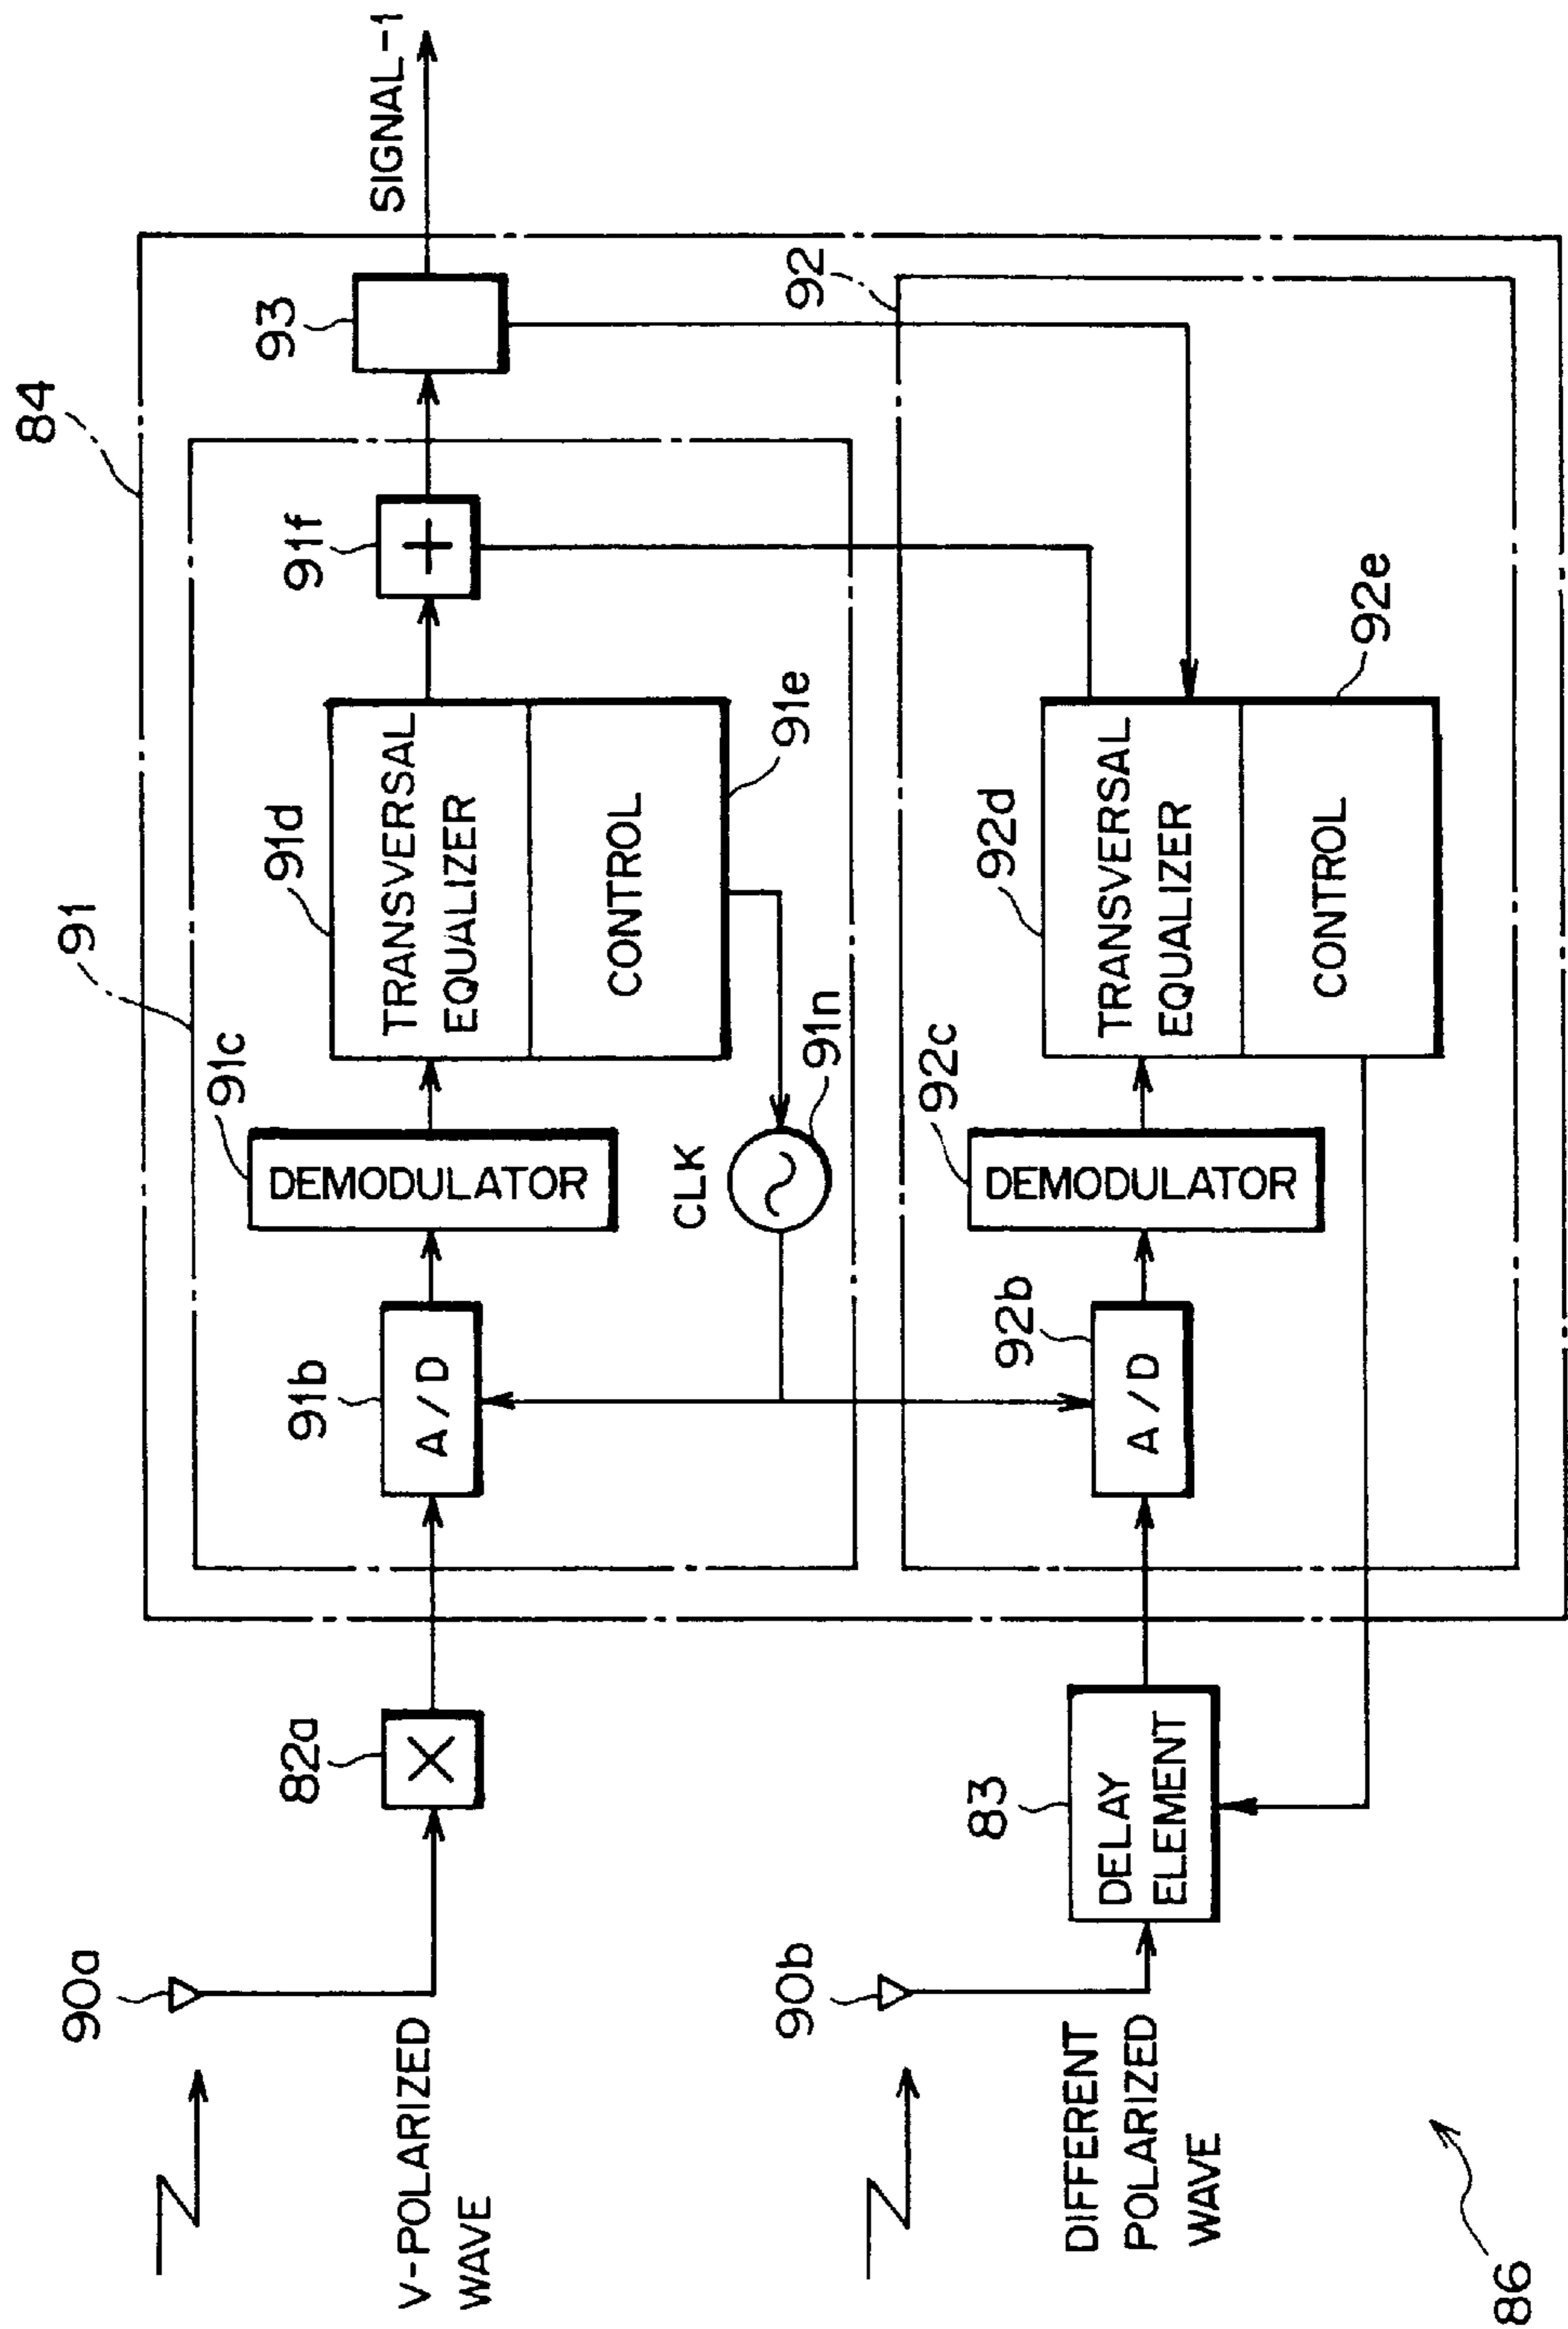 84
91
SIGNAL-1
93
91f
91d
91c
91b
82a
90a
TRANSVERSAL
EQUALIZER
CONTROL
DEMODULATOR
A/D
91e
CLK
91n
V-POLARIZED
WAVE
92
92d
92c
92b
83
90b
TRANSVERSAL
EQUALIZER
CONTROL
DEMODULATOR
A/D
DELAY
ELEMENT
92e
DIFFERENT
POLARIZED
WAVE
86